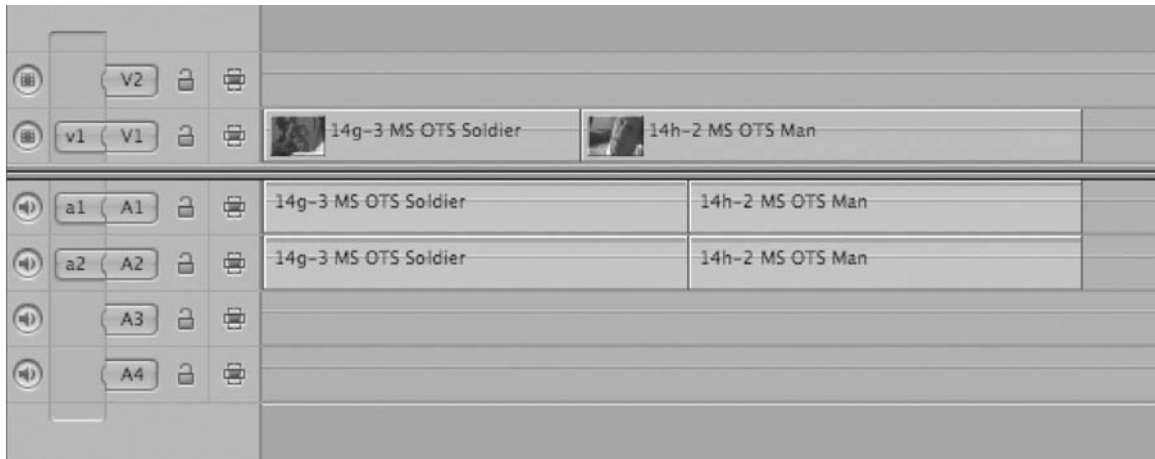 V2
v1 V1 14g-3 MS OTS Soldier 14h-2 MS OTS Man
a1 A1 14g-3 MS OTS Soldier 14h-2 MS OTS Man
a2 A2 14g-3 MS OTS Soldier 14h-2 MS OTS Man
A3
A4